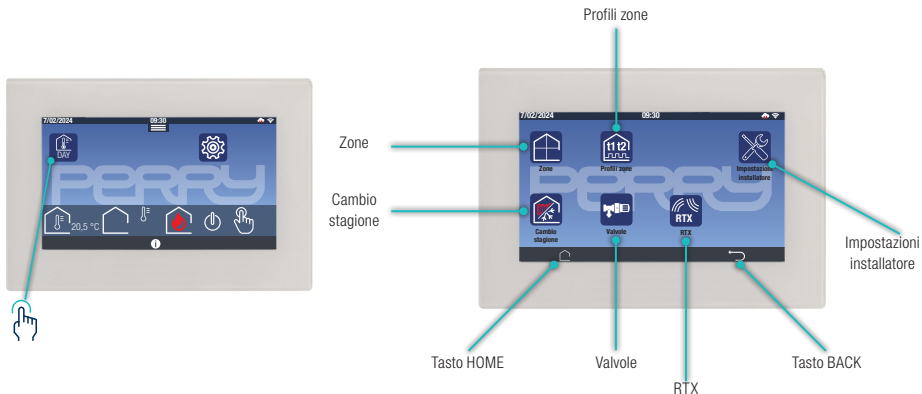 Profili zone
7/02/2024 09:30
DAY
PERRY
20,5 °C
i
Zone
Cambio
stagione
7/02/2024 09:30
t1 t2
Zone
Profili zone
Impostazioni
installatore
PERRY
RTX
Cambio
stagione
Valvole
RTX
Impostazioni
installatore
Tasto HOME
Valvole
RTX
Tasto BACK